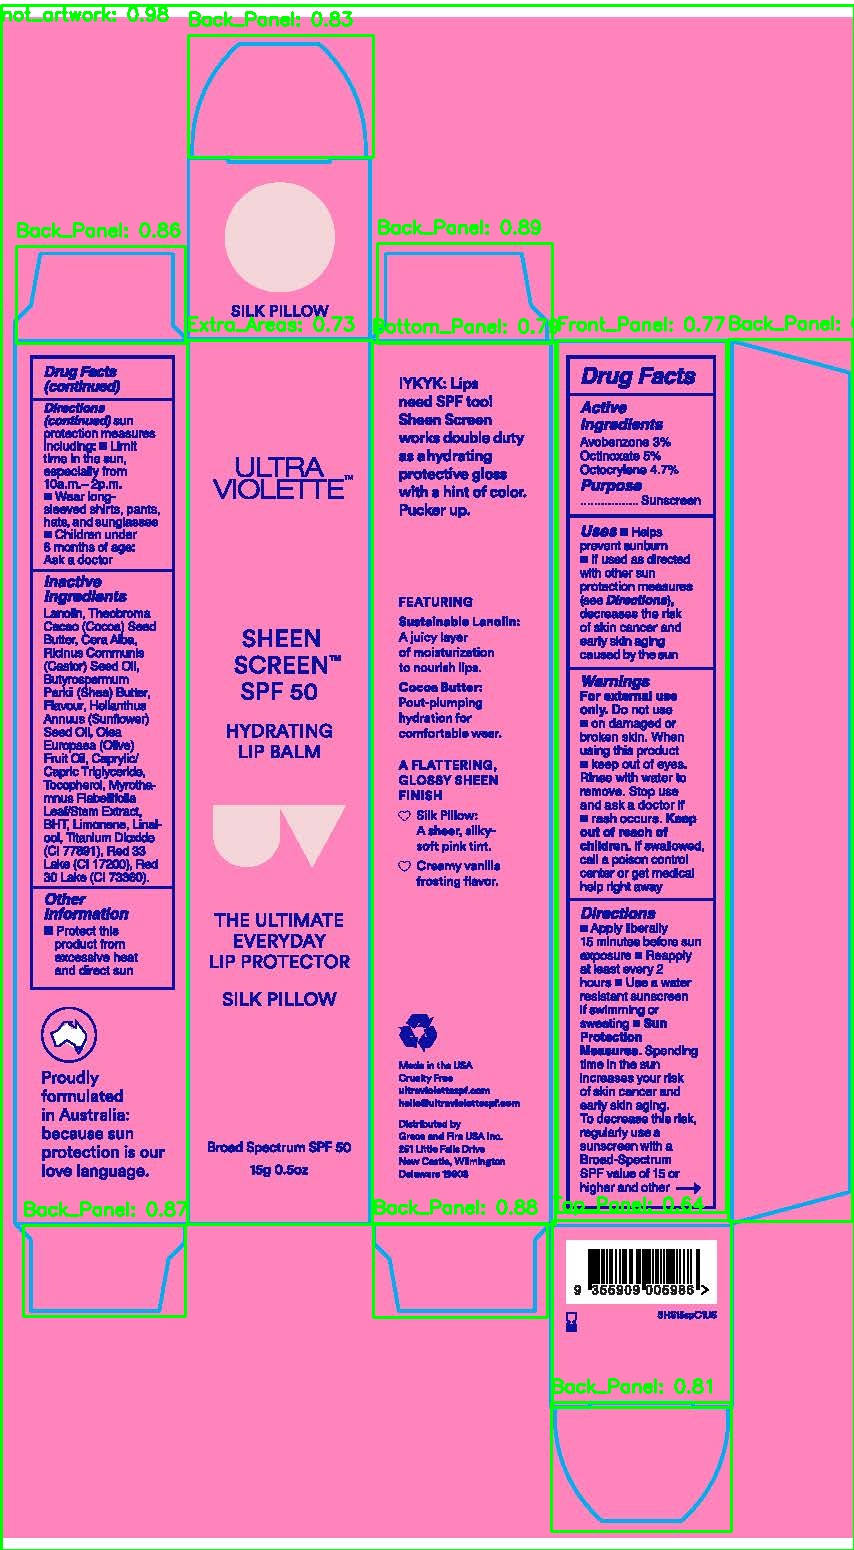 not_artwork: 0.98
Back_Panel: 0.83
SILK PILLOW
Back_Panel: 0.86
Drug Facts
(continued)
Directions
(continued) sun
protection measures
including: ■ Limit
time in the sun,
especially from
10a.m.–2p.m.
■ Wear long-
sleeved shirts, pants,
hats, and sunglasses
■ Children under
6 months of age:
Ask a doctor
Inactive
Ingredients
Lanolin, Theobroma
Cacao (Cocoa) Seed
Butter, Cera Alba,
Ricinus Communis
(Castor) Seed Oil,
Butyrospermum
Parkii (Shea) Butter,
Flavour, Helianthus
Annuus (Sunflower)
Seed Oil, Olea
Europaea (Olive)
Fruit Oil, Caprylic/
Capric Triglyceride,
Tocopherol, Myrotha-
mnus Flabellifolia
Leaf/Stem Extract,
BHT, Limonene, Linal-
ool, Titanium Dioxide
(CI 77891), Red 33
Lake (CI 17200), Red
30 Lake (CI 73360).
Other
Information
■ Protect this
product from
excessive heat
and direct sun
Proudly
formulated
in Australia:
because sun
protection is our
love language.
Back_Panel: 0.87
Extra_Areas: 0.73
ULTRA
VIOLETTE™
SHEEN
SCREEN™
SPF 50
HYDRATING
LIP BALM
THE ULTIMATE
EVERYDAY
LIP PROTECTOR
SILK PILLOW
Broad Spectrum SPF 50
15g 0.5oz
Back_Panel: 0.89
Bottom_Panel: 0.79
IYKYK: Lips
need SPF too!
Sheen Screen
works double duty
as a hydrating
protective gloss
with a hint of color.
Pucker up.
FEATURING
Sustainable Lanolin:
A juicy layer
of moisturization
to nourish lips.
Cocoa Butter:
Pout-plumping
hydration for
comfortable wear.
A FLATTERING,
GLOSSY SHEEN
FINISH
♡ Silk Pillow:
A sheer, silky-
soft pink tint.
♡ Creamy vanilla
frosting flavor.
Made in the USA
Cruelty Free
ultraviolettespf.com
hello@ultraviolettespf.com
Distributed by
Grace and Fire USA Inc.
251 Little Falls Drive
New Castle, Wilmington
Delaware 19808
Back_Panel: 0.88
Front_Panel: 0.77
Drug Facts
Active
Ingredients
Avobenzone 3%
Octinoxate 5%
Octocrylene 4.7%
Purpose
.................. Sunscreen
Uses ■ Helps
prevent sunburn
■ If used as directed
with other sun
protection measures
(see Directions),
decreases the risk
of skin cancer and
early skin aging
caused by the sun
Warnings
For external use
only. Do not use
■ on damaged or
broken skin. When
using this product
■ keep out of eyes.
Rinse with water to
remove. Stop use
and ask a doctor if
■ rash occurs. Keep
out of reach of
children. If swallowed,
call a poison control
center or get medical
help right away
Directions
■ Apply liberally
15 minutes before sun
exposure ■ Reapply
at least every 2
hours ■ Use a water
resistant sunscreen
if swimming or
sweating ■ Sun
Protection
Measures. Spending
time in the sun
increases your risk
of skin cancer and
early skin aging.
To decrease this risk,
regularly use a
sunscreen with a
Broad-Spectrum
SPF value of 15 or
higher and other →
Top_Panel: 0.64
9 355909 005986 >
Back_Panel: 0.81
Back_Panel: